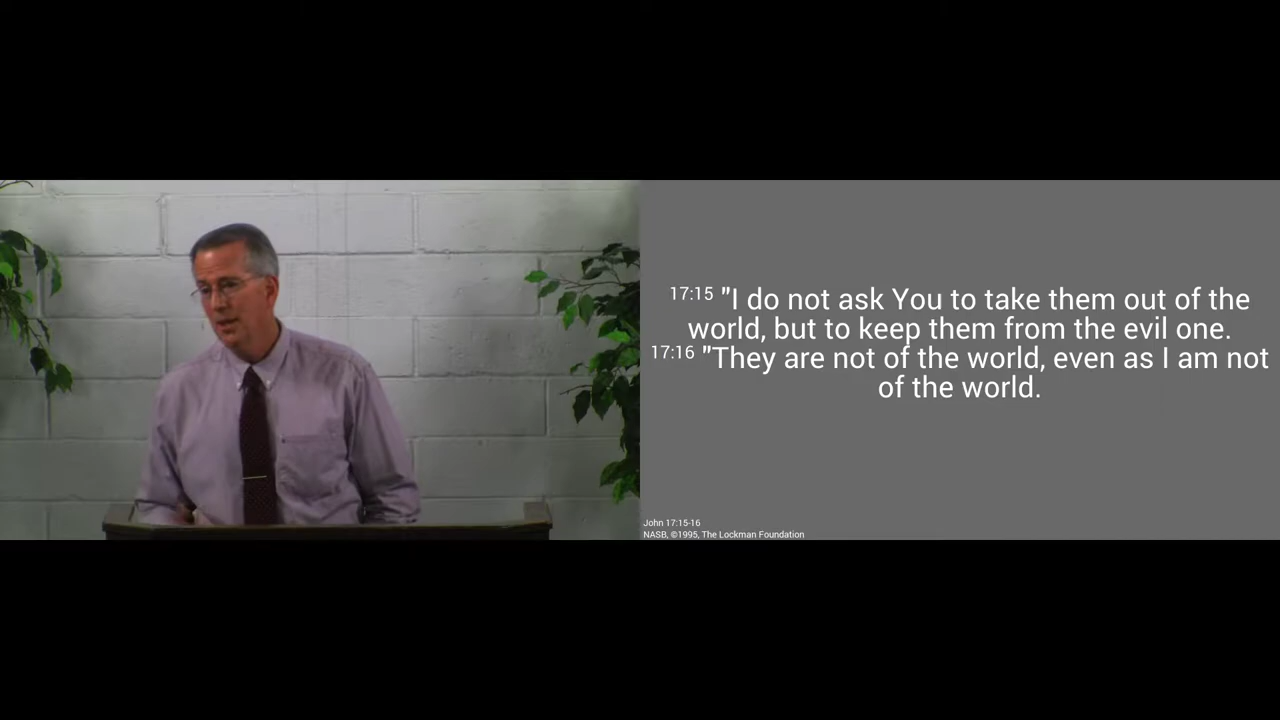 17:15 "I do not ask You to take them out of the
world, but to keep them from the evil one.
17:16 "They are not of the world, even as I am not
of the world.
John 17:15-16
NASB, ©1995, The Lockman Foundation